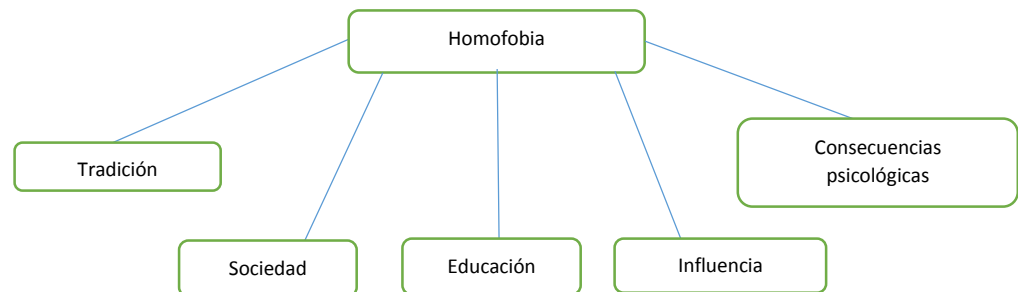 Homofobia
Tradición
Consecuencias
psicológicas
Sociedad
Educación
Influencia